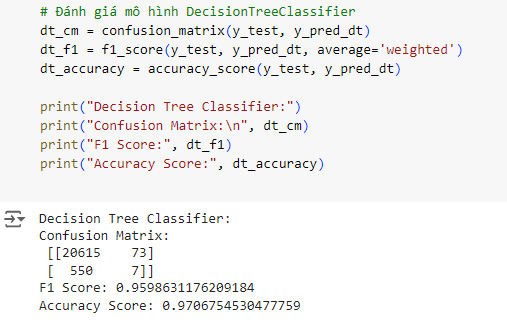 # Đánh giá mô hình DecisionTreeClassifier
dt_cm = confusion_matrix(y_test, y_pred_dt)
dt_f1 = f1_score(y_test, y_pred_dt, average='weighted')
dt_accuracy = accuracy_score(y_test, y_pred_dt)
print("Decision Tree Classifier:")
print("Confusion Matrix:\n", dt_cm)
print("F1 Score:", dt_f1)
print("Accuracy Score:", dt_accuracy)
Decision Tree Classifier:
Confusion Matrix:
[[20615    73]
[  550     7]]
F1 Score: 0.9598631176209184
Accuracy Score: 0.9706754530477759